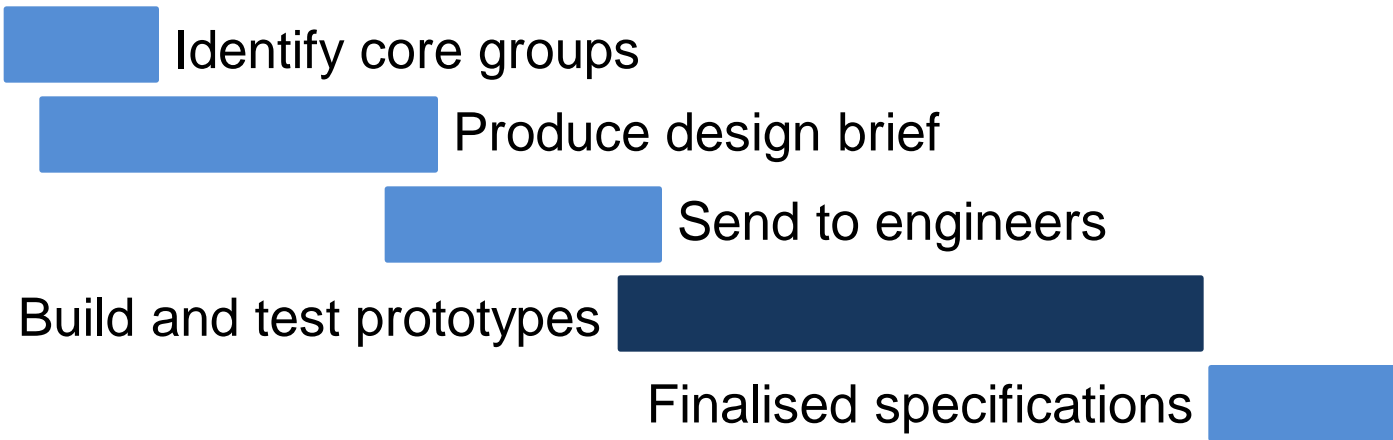 Identify core groups
Produce design brief
Send to engineers
Build and test prototypes
Finalised specifications